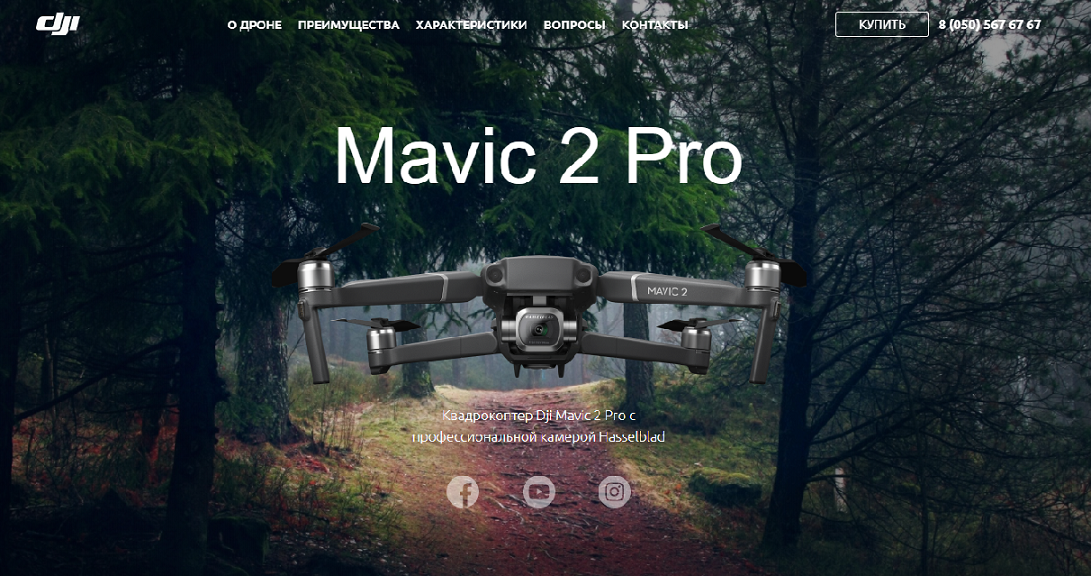 dji
О ДРОНЕ ПРЕИМУЩЕСТВА ХАРАКТЕРИСТИКИ ВОПРОСЫ КОНТАКТЫ КУПИТЬ 8 (050) 567 67 67
Mavic 2 Pro
MAVIC 2
HASSELBLAD
Квадрокоптер Dji Mavic 2 Pro с
профессиональной камерой Hasselblad